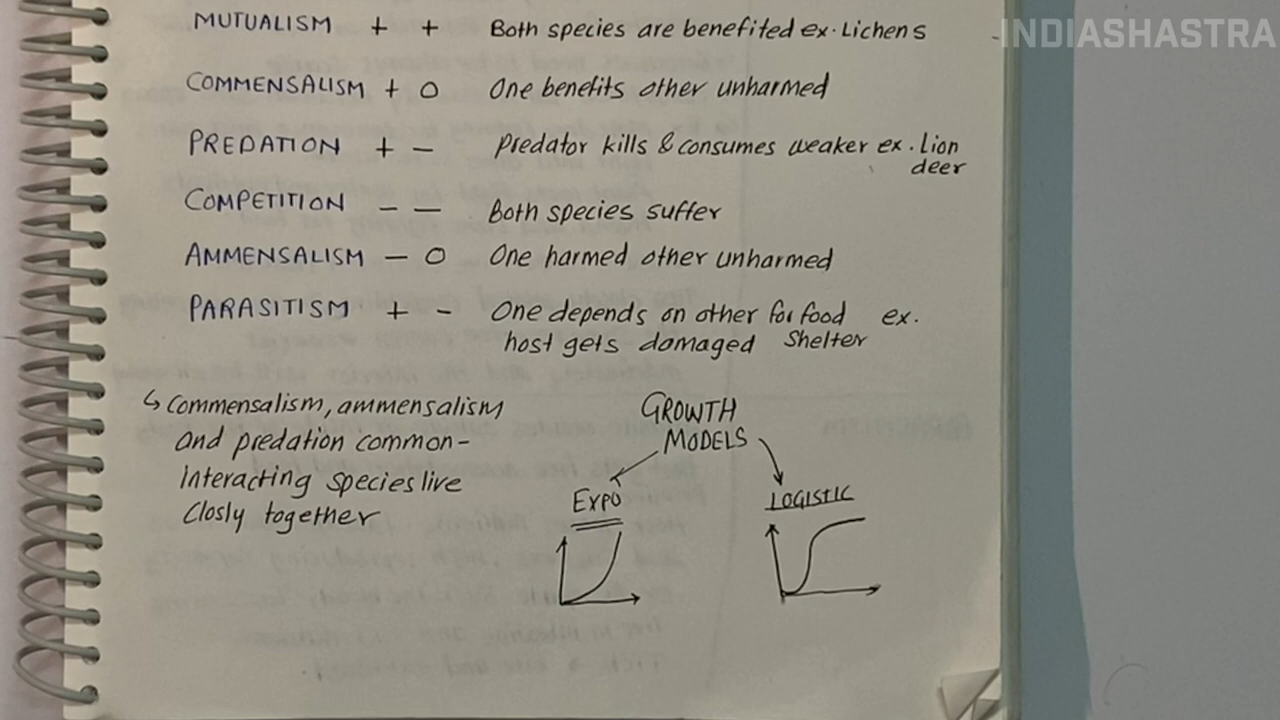 INDIASHASTRA
MUTUALISM + + Both species are benefited ex. Lichens
COMMENSALISM + O One benefits other unharmed
PREDATION + - Predator kills & consumes weaker ex. lion
deer
COMPETITION - - Both species suffer
AMMENSALISM - O One harmed other unharmed
PARASITISM + - One depends on other for food ex.
host gets damaged Shelter
↳ Commensalism, ammensalism
and predation common-
interacting species live
Closly together
GROWTH
MODELS
EXPO
LOGISTIC